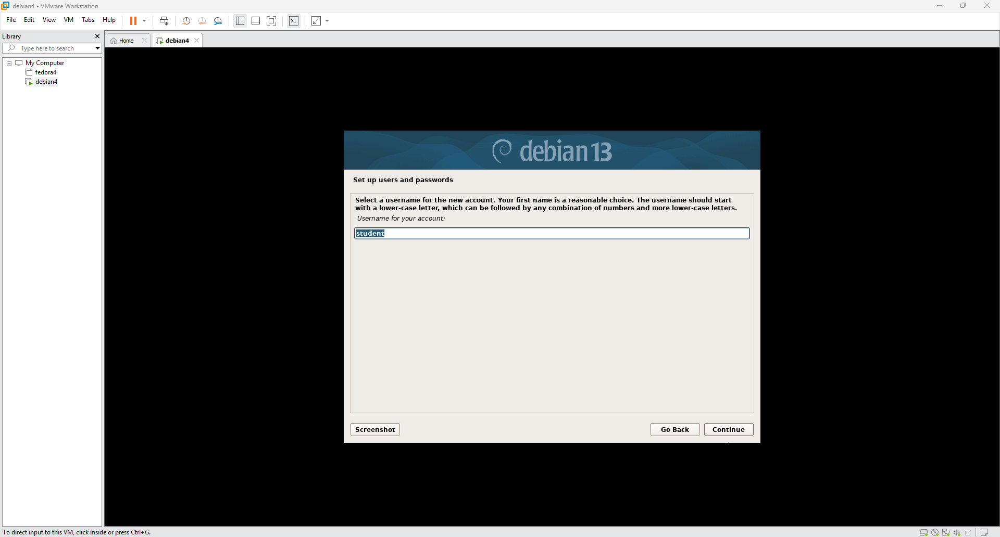 debian4 - VMware Workstation
File Edit View VM Tabs Help
Library
Type here to search
My Computer
fedora4
debian4
Home
debian4
debian 13
Set up users and passwords
Select a username for the new account. Your first name is a reasonable choice. The username should start
with a lower-case letter, which can be followed by any combination of numbers and more lower-case letters.
Username for your account:
student
Screenshot
Go Back
Continue
To direct input to this VM, click inside or press Ctrl+G.